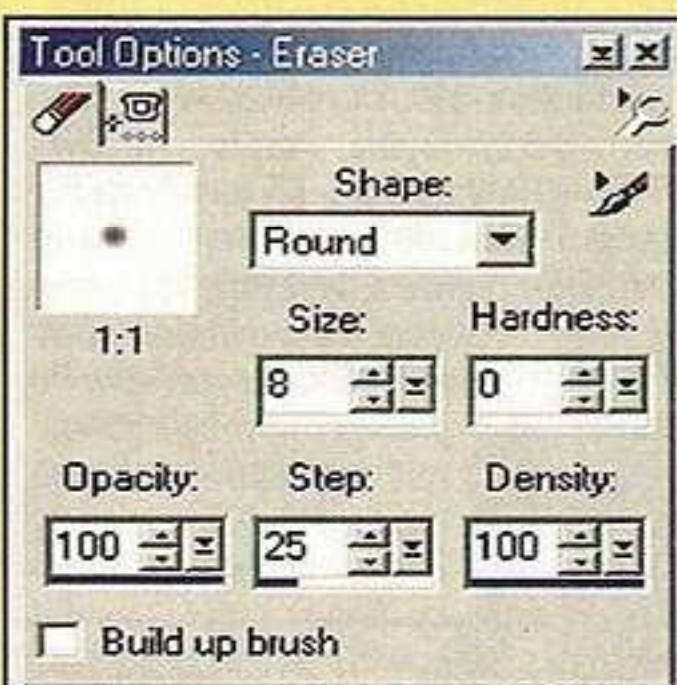 Tool Options - Eraser
Shape:
Round
1:1
Size: Hardness:
8 0
Opacity: Step: Density:
100 25 100
Build up brush